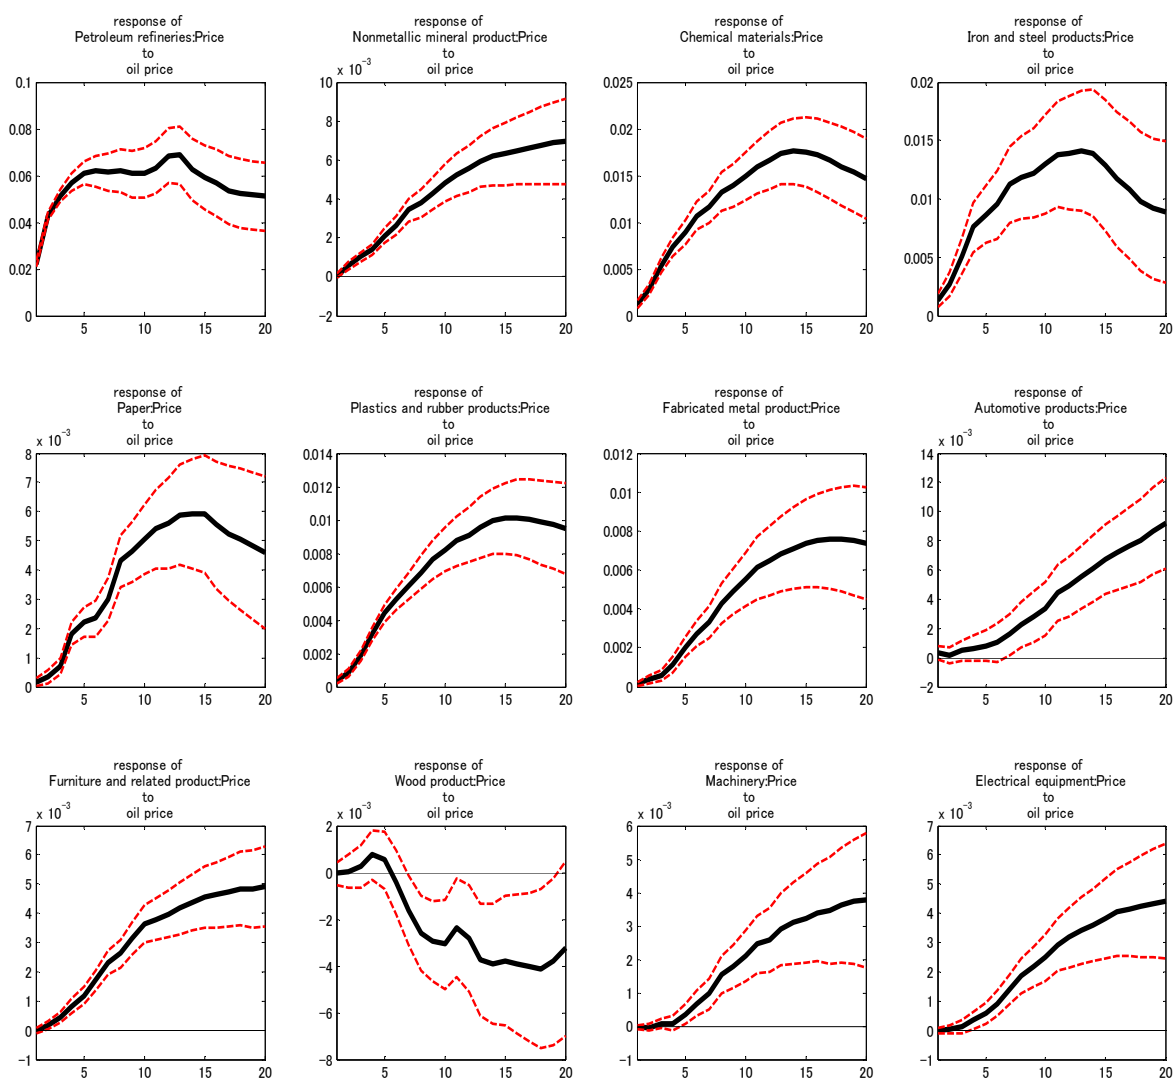 response of
Petroleum refineries:Price
to
oil price
0.1
0.08
0.06
0.04
0.02
0
5 10 15 20
response of
Nonmetallic mineral product:Price
to
oil price
x 10⁻³
10
8
6
4
2
0
−2
5 10 15 20
response of
Chemical materials:Price
to
oil price
0.025
0.02
0.015
0.01
0.005
0
5 10 15 20
response of
Iron and steel products:Price
to
oil price
0.02
0.015
0.01
0.005
0
5 10 15 20
response of
Paper:Price
to
oil price
x 10⁻³
8
7
6
5
4
3
2
1
0
5 10 15 20
response of
Plastics and rubber products:Price
to
oil price
0.014
0.012
0.01
0.008
0.006
0.004
0.002
0
5 10 15 20
response of
Fabricated metal product:Price
to
oil price
0.012
0.01
0.008
0.006
0.004
0.002
0
5 10 15 20
response of
Automotive products:Price
to
oil price
x 10⁻³
14
12
10
8
6
4
2
0
−2
5 10 15 20
response of
Furniture and related product:Price
to
oil price
x 10⁻³
7
6
5
4
3
2
1
0
−1
5 10 15 20
response of
Wood product:Price
to
oil price
x 10⁻³
2
0
−2
−4
−6
−8
5 10 15 20
response of
Machinery:Price
to
oil price
x 10⁻³
6
5
4
3
2
1
0
−1
5 10 15 20
response of
Electrical equipment:Price
to
oil price
x 10⁻³
7
6
5
4
3
2
1
0
−1
5 10 15 20